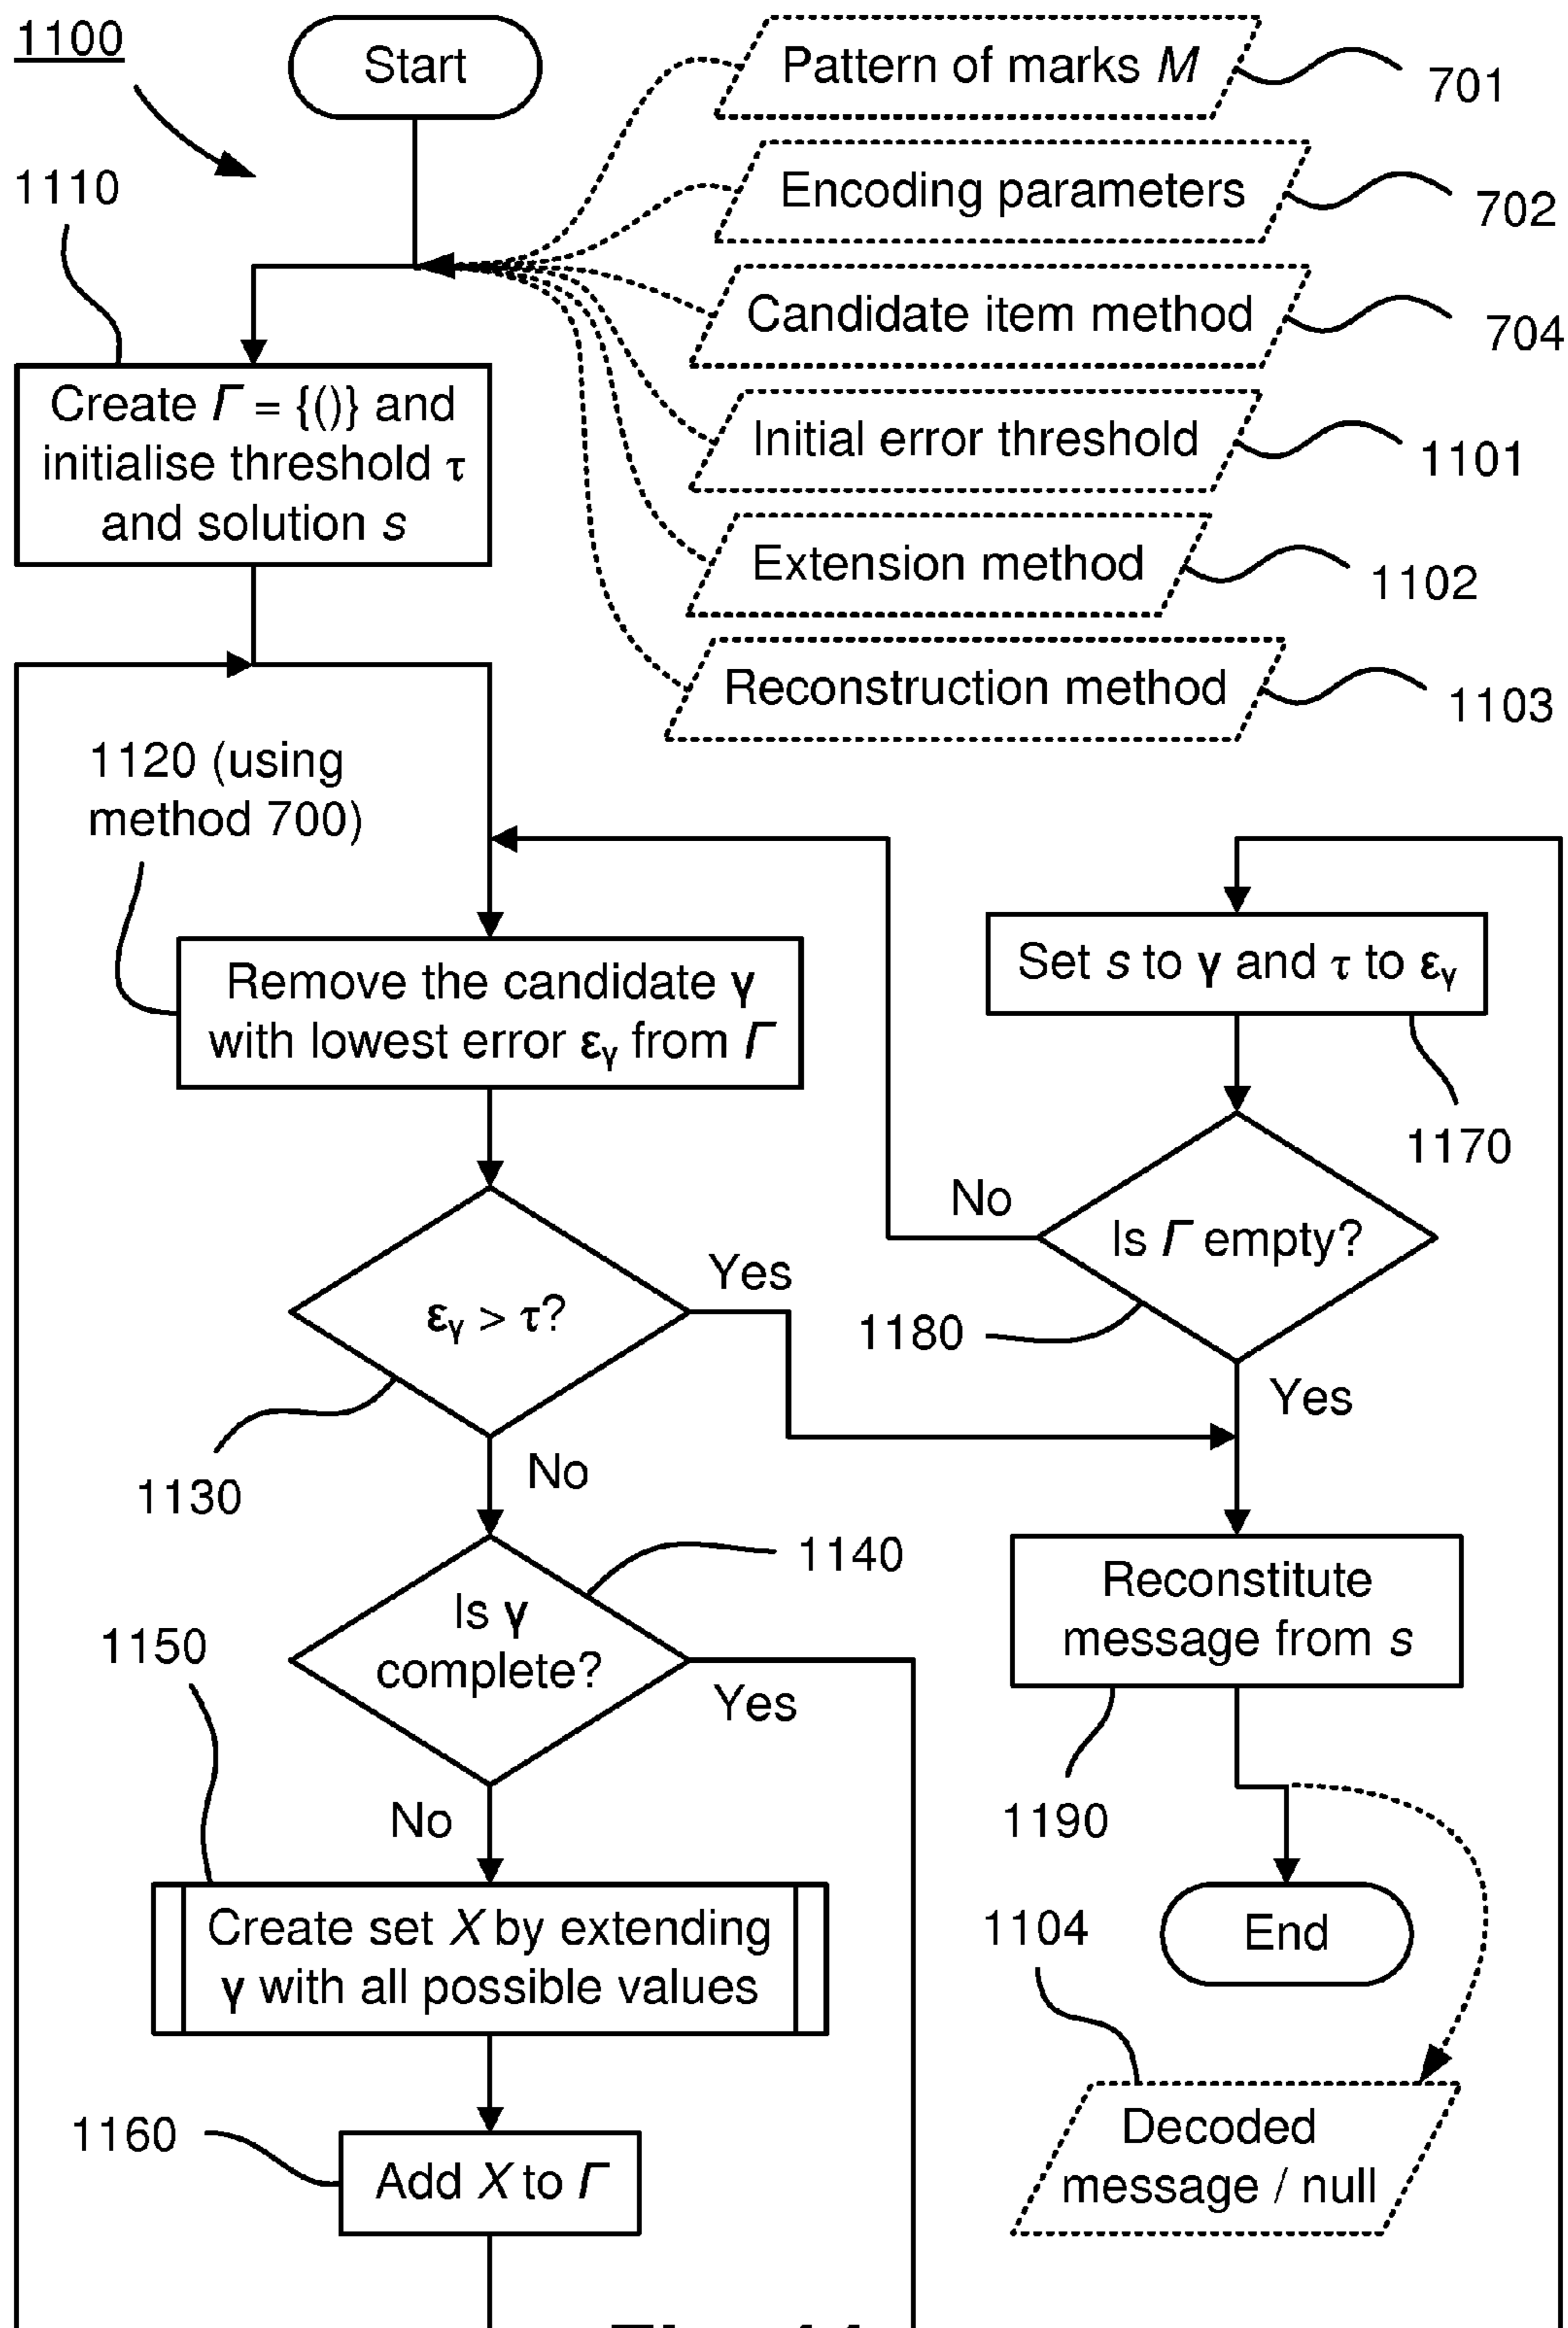 1100
Start
Pattern of marks M
701
Encoding parameters
702
1110
Candidate item method
704
Create Γ = {()} and
initialise threshold τ
and solution s
Initial error threshold
1101
Extension method
1102
Reconstruction method
1103
1120 (using
method 700)
Remove the candidate γ
with lowest error εγ from Γ
Set s to γ and τ to εγ
1170
εγ > τ?
Yes
1130
No
Is Γ empty?
No
1180
Yes
Is γ
complete?
1140
Yes
1150
No
Reconstitute
message from s
1190
Create set X by extending
γ with all possible values
End
1104
1160
Add X to Γ
Decoded
message / null